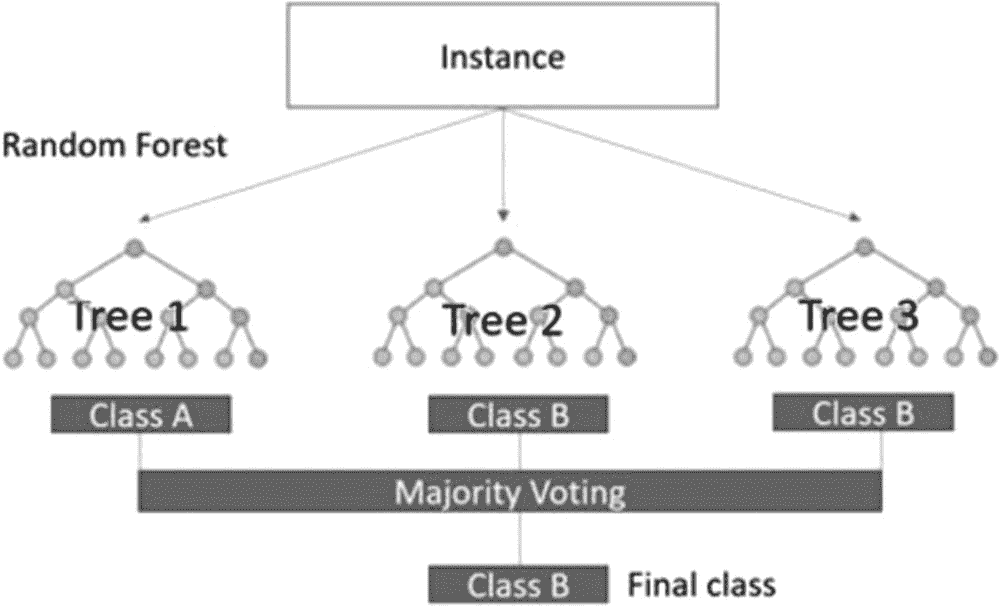 Instance
Random Forest
Tree 1
Tree 2
Tree 3
Class A
Class B
Class B
Majority Voting
Class B
Final class